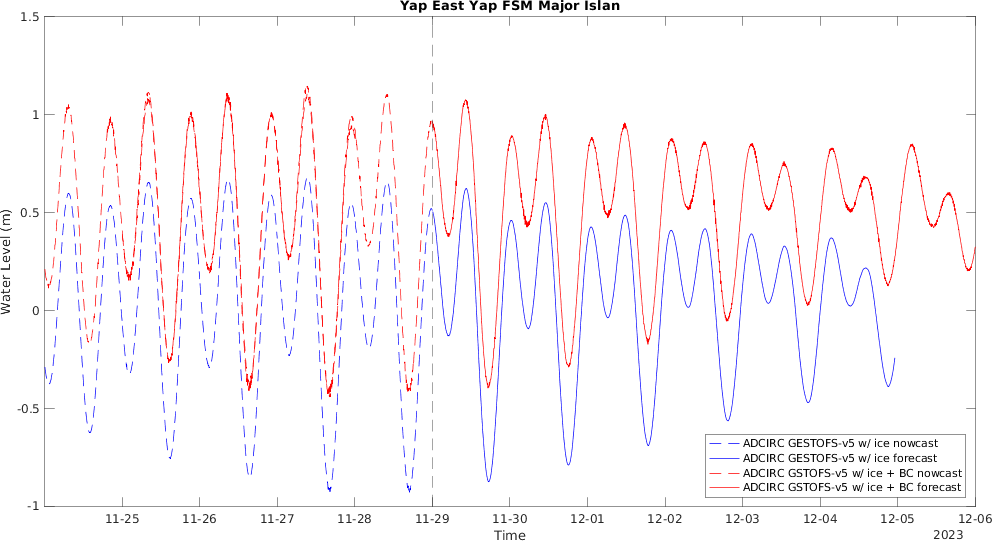 Yap East Yap FSM Major Islan
1.5
1
0.5
0
-0.5
-1
Water Level (m)
11-25 11-26 11-27 11-28 11-29 11-30 12-01 12-02 12-03 12-04 12-05 12-06
Time
2023
ADCIRC GESTOFS-v5 w/ ice nowcast
ADCIRC GESTOFS-v5 w/ ice forecast
ADCIRC GSTOFS-v5 w/ ice + BC nowcast
ADCIRC GSTOFS-v5 w/ ice + BC forecast